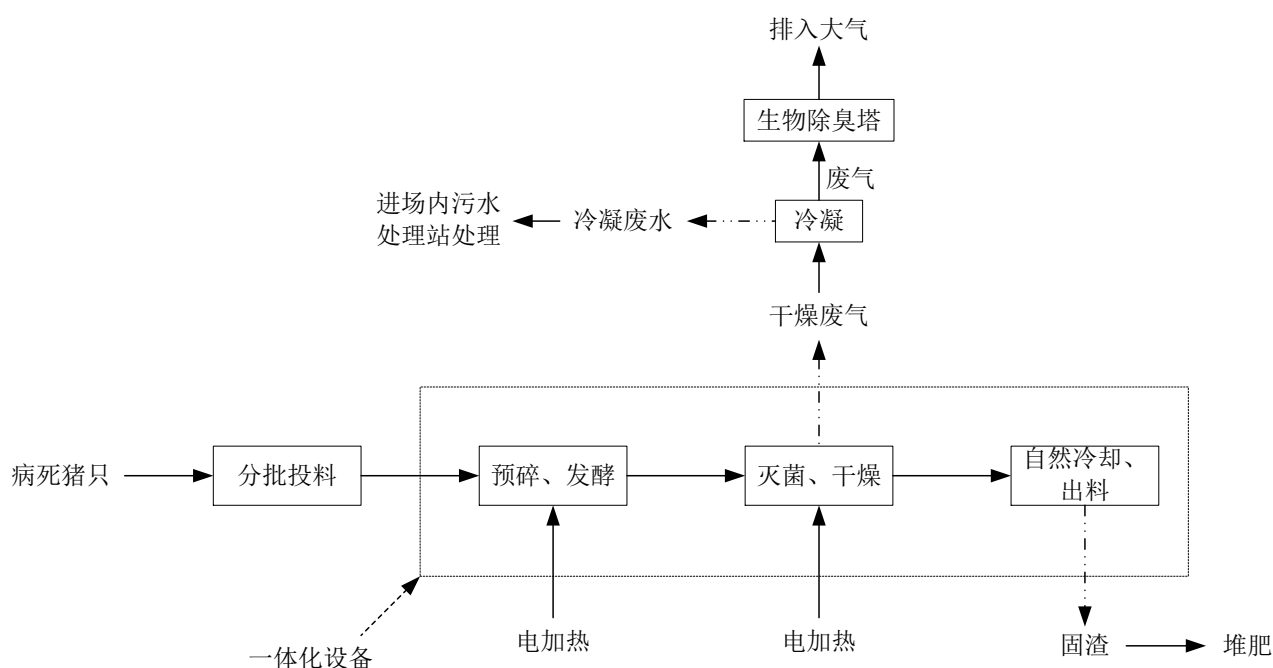 排入大气
生物除臭塔
废气
进场内污水
处理站处理
冷凝废水
冷凝
干燥废气
病死猪只
分批投料
预碎、发酵
灭菌、干燥
自然冷却、
出料
电加热
电加热
固渣
堆肥
一体化设备